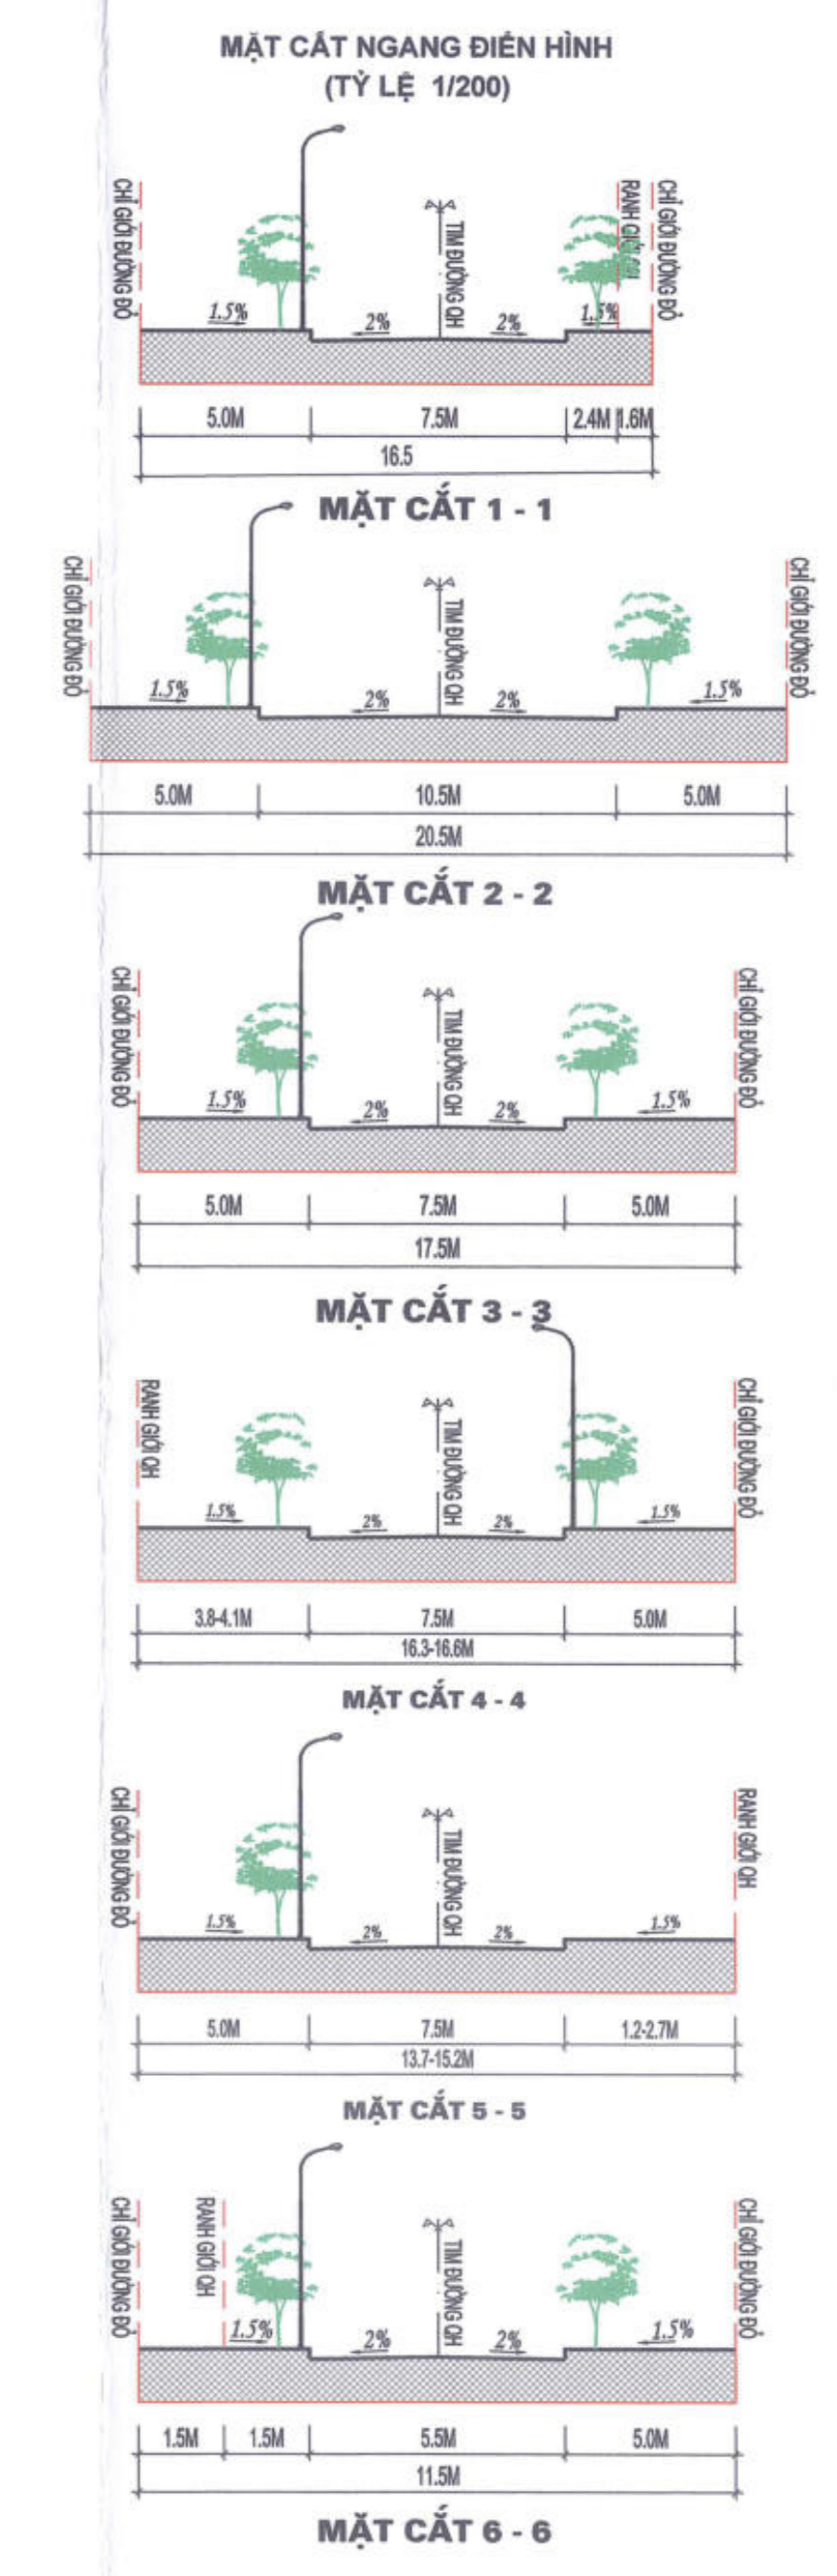 MẶT CẮT NGANG ĐIỂN HÌNH
(TỶ LỆ 1/200)
CHỈ GIỚI ĐƯỜNG ĐỎ
TIM ĐƯỜNG QH
RANH GIỚI QH
CHỈ GIỚI ĐƯỜNG ĐỎ
1.5%
2%
2%
1.5%
5.0M
7.5M
2.4M
1.6M
16.5
MẶT CẮT 1 - 1
CHỈ GIỚI ĐƯỜNG ĐỎ
TIM ĐƯỜNG QH
CHỈ GIỚI ĐƯỜNG ĐỎ
1.5%
2%
2%
1.5%
5.0M
10.5M
5.0M
20.5M
MẶT CẮT 2 - 2
CHỈ GIỚI ĐƯỜNG ĐỎ
TIM ĐƯỜNG QH
CHỈ GIỚI ĐƯỜNG ĐỎ
1.5%
2%
2%
1.5%
5.0M
7.5M
5.0M
17.5M
MẶT CẮT 3 - 3
RANH GIỚI QH
TIM ĐƯỜNG QH
CHỈ GIỚI ĐƯỜNG ĐỎ
1.5%
2%
2%
1.5%
3.8-4.1M
7.5M
5.0M
16.3-16.6M
MẶT CẮT 4 - 4
CHỈ GIỚI ĐƯỜNG ĐỎ
TIM ĐƯỜNG QH
RANH GIỚI QH
1.5%
2%
2%
1.5%
5.0M
7.5M
1.2-2.7M
13.7-15.2M
MẶT CẮT 5 - 5
CHỈ GIỚI ĐƯỜNG ĐỎ
RANH GIỚI QH
TIM ĐƯỜNG QH
CHỈ GIỚI ĐƯỜNG ĐỎ
1.5%
2%
2%
1.5%
1.5M
1.5M
5.5M
5.0M
11.5M
MẶT CẮT 6 - 6